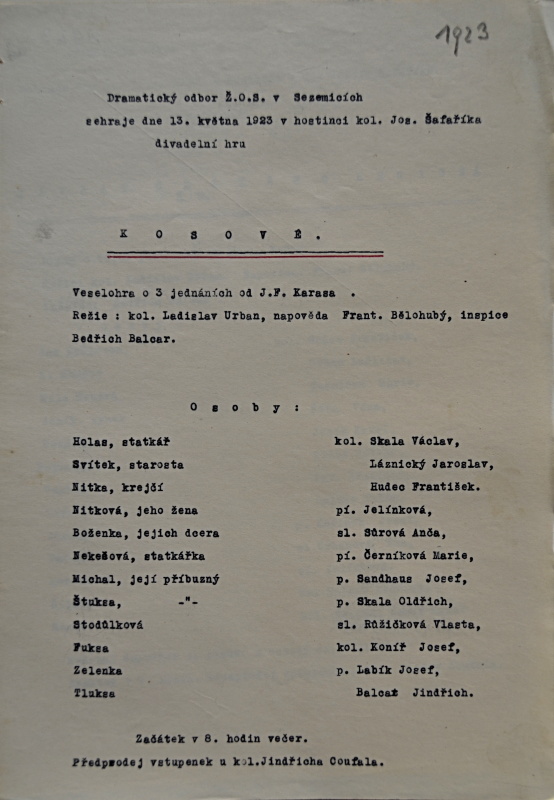 1923
Dramatický odbor Ž.O.S. v Sezemicích
sehraje dne 13. května 1923 v hostinci kol. Jos. Šafaříka
divadelní hru
K O S O V É .
Veselohra o 3 jednáních od J.F. Karasa .
Režie : kol. Ladislav Urban, napověda Frant. Bělohubý, inspice
Bedřich Balcar.
O s o b y :
Holas, statkář kol. Skala Václav,
Svítek, starosta Láznický Jaroslav,
Nitka, krejčí Hudec František.
Nitková, jeho žena pí. Jelínková,
Boženka, jejich dcera sl. Sůrová Anča,
Nekešová, statkářka pí. Černíková Marie,
Michal, její příbuzný p. Sandhaus Josef,
Štuksa, -"- p. Skala Oldřich,
Stodůlková sl. Růžičková Vlasta,
Fuksa kol. Koníř Josef,
Zelenka p. Labík Josef,
Tluksa Balcar Jindřich.
Začátek v 8. hodin večer.
Předprodej vstupenek u kol.Jindřicha Coufala.